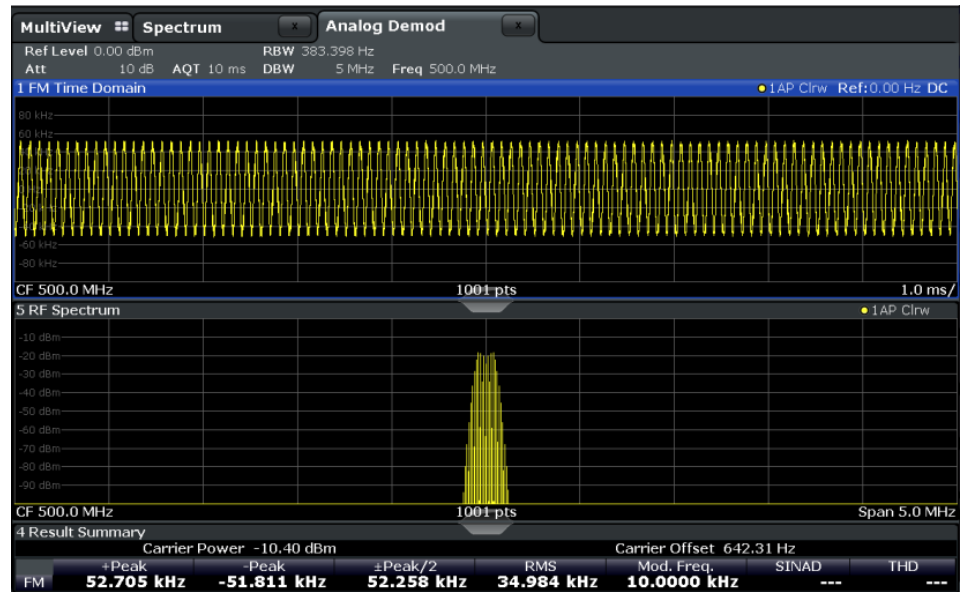 MultiView Spectrum x Analog Demod x
Ref Level 0.00 dBm RBW 383.398 Hz
Att 10 dB AQT 10 ms DBW 5 MHz Freq 500.0 MHz
1 FM Time Domain 1AP Clrw Ref:0.00 Hz DC
80 kHz
60 kHz
-60 kHz
-80 kHz
CF 500.0 MHz 1001 pts 1.0 ms/
5 RF Spectrum 1AP Clrw
-10 dBm
-20 dBm
-30 dBm
-40 dBm
-50 dBm
-60 dBm
-70 dBm
-80 dBm
-90 dBm
CF 500.0 MHz 1001 pts Span 5.0 MHz
4 Result Summary
Carrier Power -10.40 dBm Carrier Offset 642.31 Hz
+Peak -Peak ±Peak/2 RMS Mod. Freq. SINAD THD
FM 52.705 kHz -51.811 kHz 52.258 kHz 34.984 kHz 10.0000 kHz --- ---